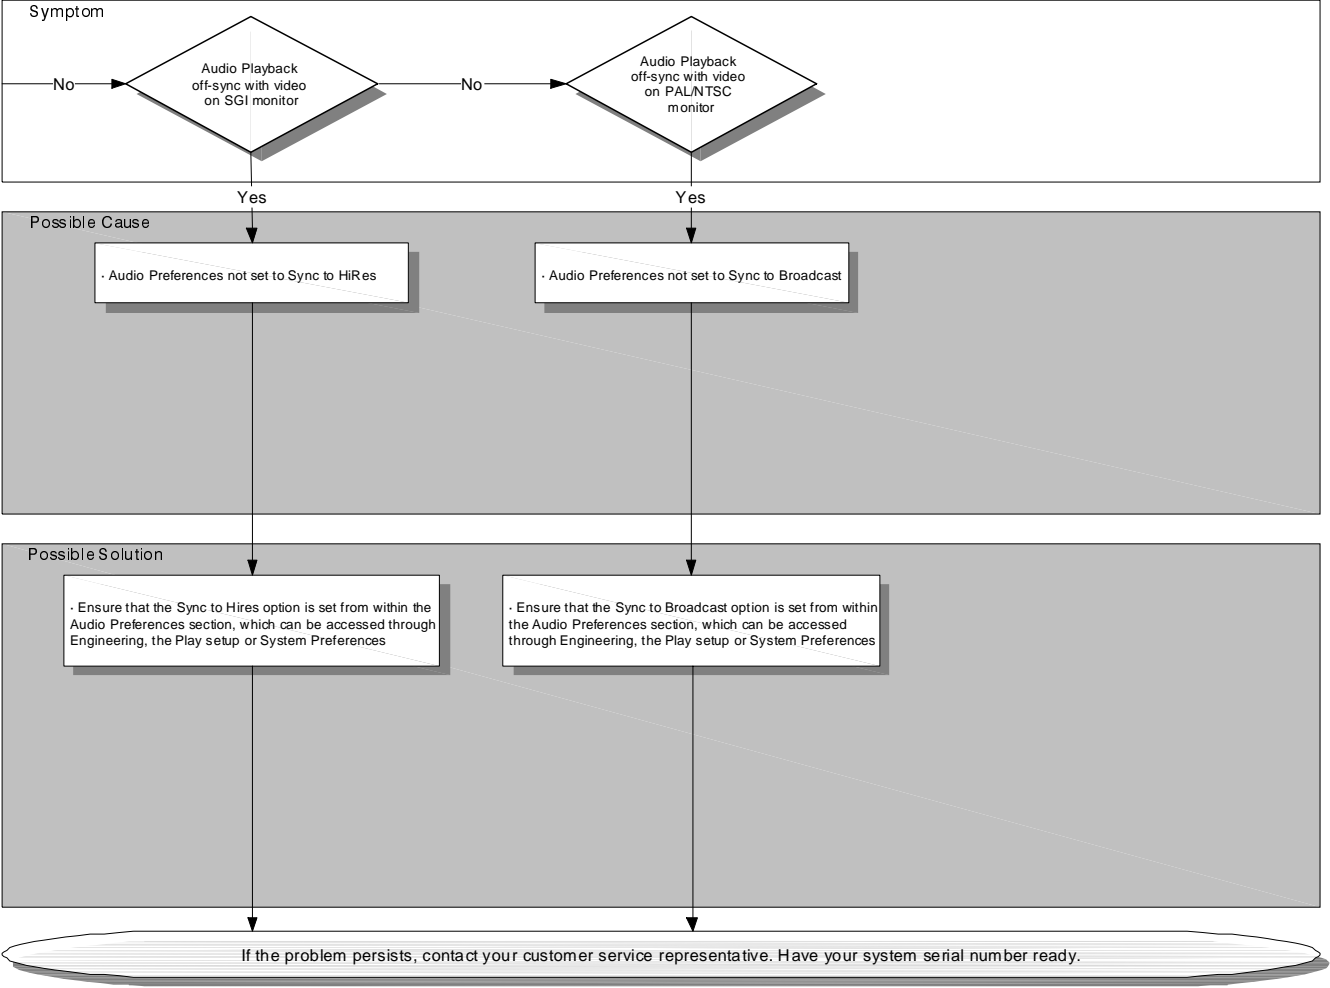 Symptom
No
Audio Playback
off-sync with video
on SGI monitor
No
Audio Playback
off-sync with video
on PAL/NTSC
monitor
Yes
Yes
Possible Cause
· Audio Preferences not set to Sync to HiRes
· Audio Preferences not set to Sync to Broadcast
Possible Solution
· Ensure that the Sync to Hires option is set from within the
Audio Preferences section, which can be accessed through
Engineering, the Play setup or System Preferences
· Ensure that the Sync to Broadcast option is set from within
the Audio Preferences section, which can be accessed
through Engineering, the Play setup or System Preferences
If the problem persists, contact your customer service representative. Have your system serial number ready.